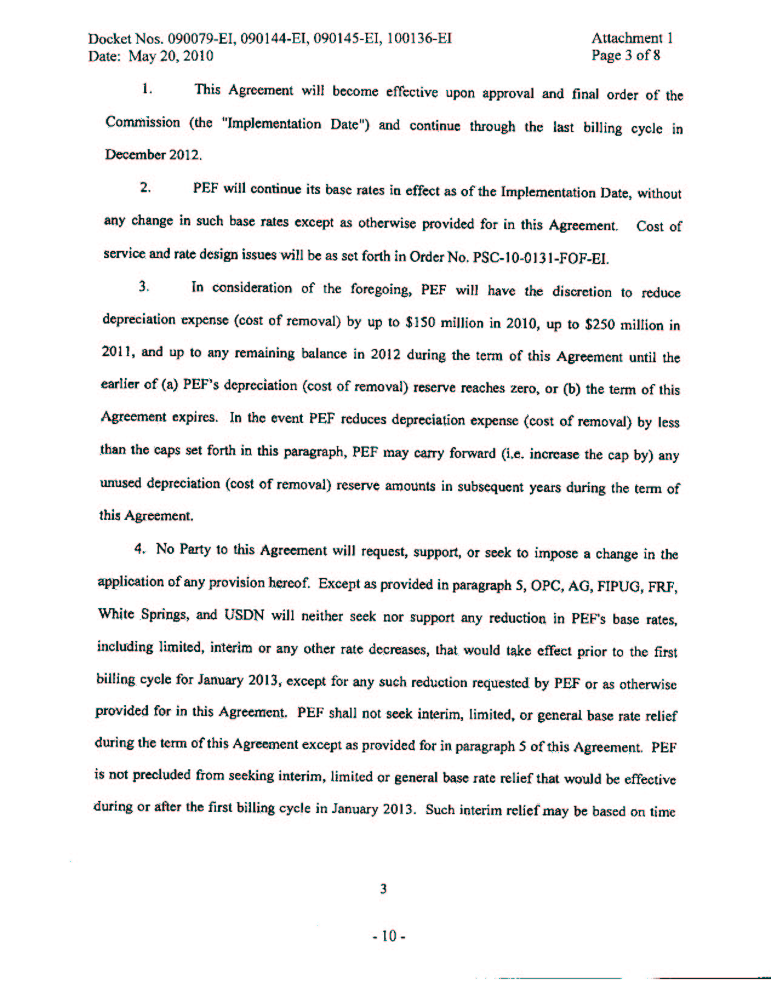 Docket Nos. 090079-EI, 090144-EI, 090145-EI, 100136-EI Attachment 1
Date: May 20, 2010 Page 3 of 8
1. This Agreement will become effective upon approval and final order of the
Commission (the "Implementation Date") and continue through the last billing cycle in
December 2012.
2. PEF will continue its base rates in effect as of the Implementation Date, without
any change in such base rates except as otherwise provided for in this Agreement. Cost of
service and rate design issues will be as set forth in Order No. PSC-10-0131-FOF-EI.
3. In consideration of the foregoing, PEF will have the discretion to reduce
depreciation expense (cost of removal) by up to $150 million in 2010, up to $250 million in
2011, and up to any remaining balance in 2012 during the term of this Agreement until the
earlier of (a) PEF's depreciation (cost of removal) reserve reaches zero, or (b) the term of this
Agreement expires. In the event PEF reduces depreciation expense (cost of removal) by less
than the caps set forth in this paragraph, PEF may carry forward (i.e. increase the cap by) any
unused depreciation (cost of removal) reserve amounts in subsequent years during the term of
this Agreement.
4. No Party to this Agreement will request, support, or seek to impose a change in the
application of any provision hereof. Except as provided in paragraph 5, OPC, AG, FIPUG, FRF,
White Springs, and USDN will neither seek nor support any reduction in PEF's base rates,
including limited, interim or any other rate decreases, that would take effect prior to the first
billing cycle for January 2013, except for any such reduction requested by PEF or as otherwise
provided for in this Agreement. PEF shall not seek interim, limited, or general base rate relief
during the term of this Agreement except as provided for in paragraph 5 of this Agreement. PEF
is not precluded from seeking interim, limited or general base rate relief that would be effective
during or after the first billing cycle in January 2013. Such interim relief may be based on time
3
- 10 -